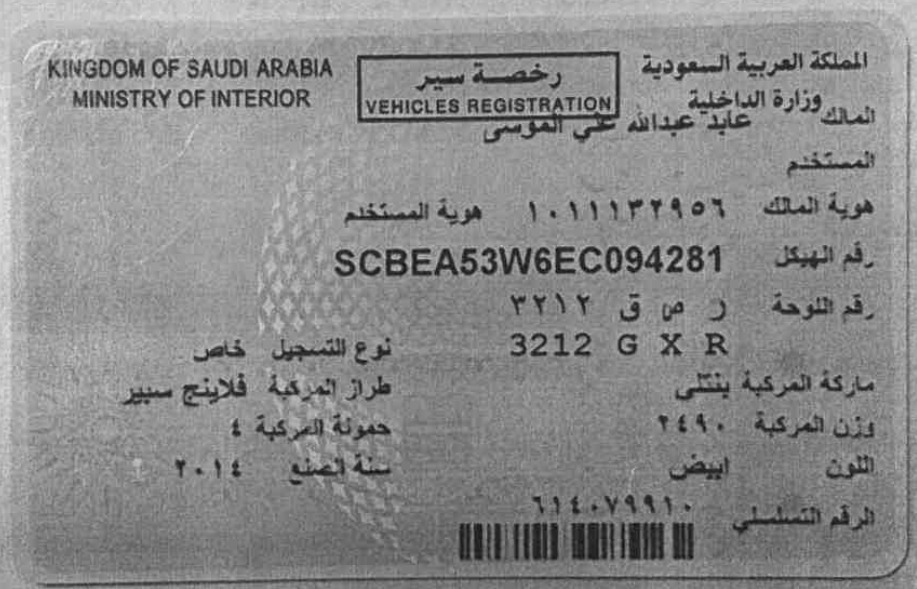 KINGDOM OF SAUDI ARABIA
MINISTRY OF INTERIOR
رخصة سير
VEHICLES REGISTRATION
المملكة العربية السعودية
وزارة الداخلية
المالك عابد عبدالله علي الموسى
المستخدم
هوية المالك ١٠١١١٣٢٩٥٦ هوية المستخدم
رقم الهيكل SCBEA53W6EC094281
رقم اللوحة ر ص ق ٣٢١٢
3212 G X R
نوع التسجيل خاص
ماركة المركبة بنتلى طراز المركبة فلاينج سبير
وزن المركبة ٢٤٩٠ حمولة المركبة ٤
اللون ابيض سنة الصنع ٢٠١٤
الرقم التسلسلي ٦١٤٠٧٩٩١٠